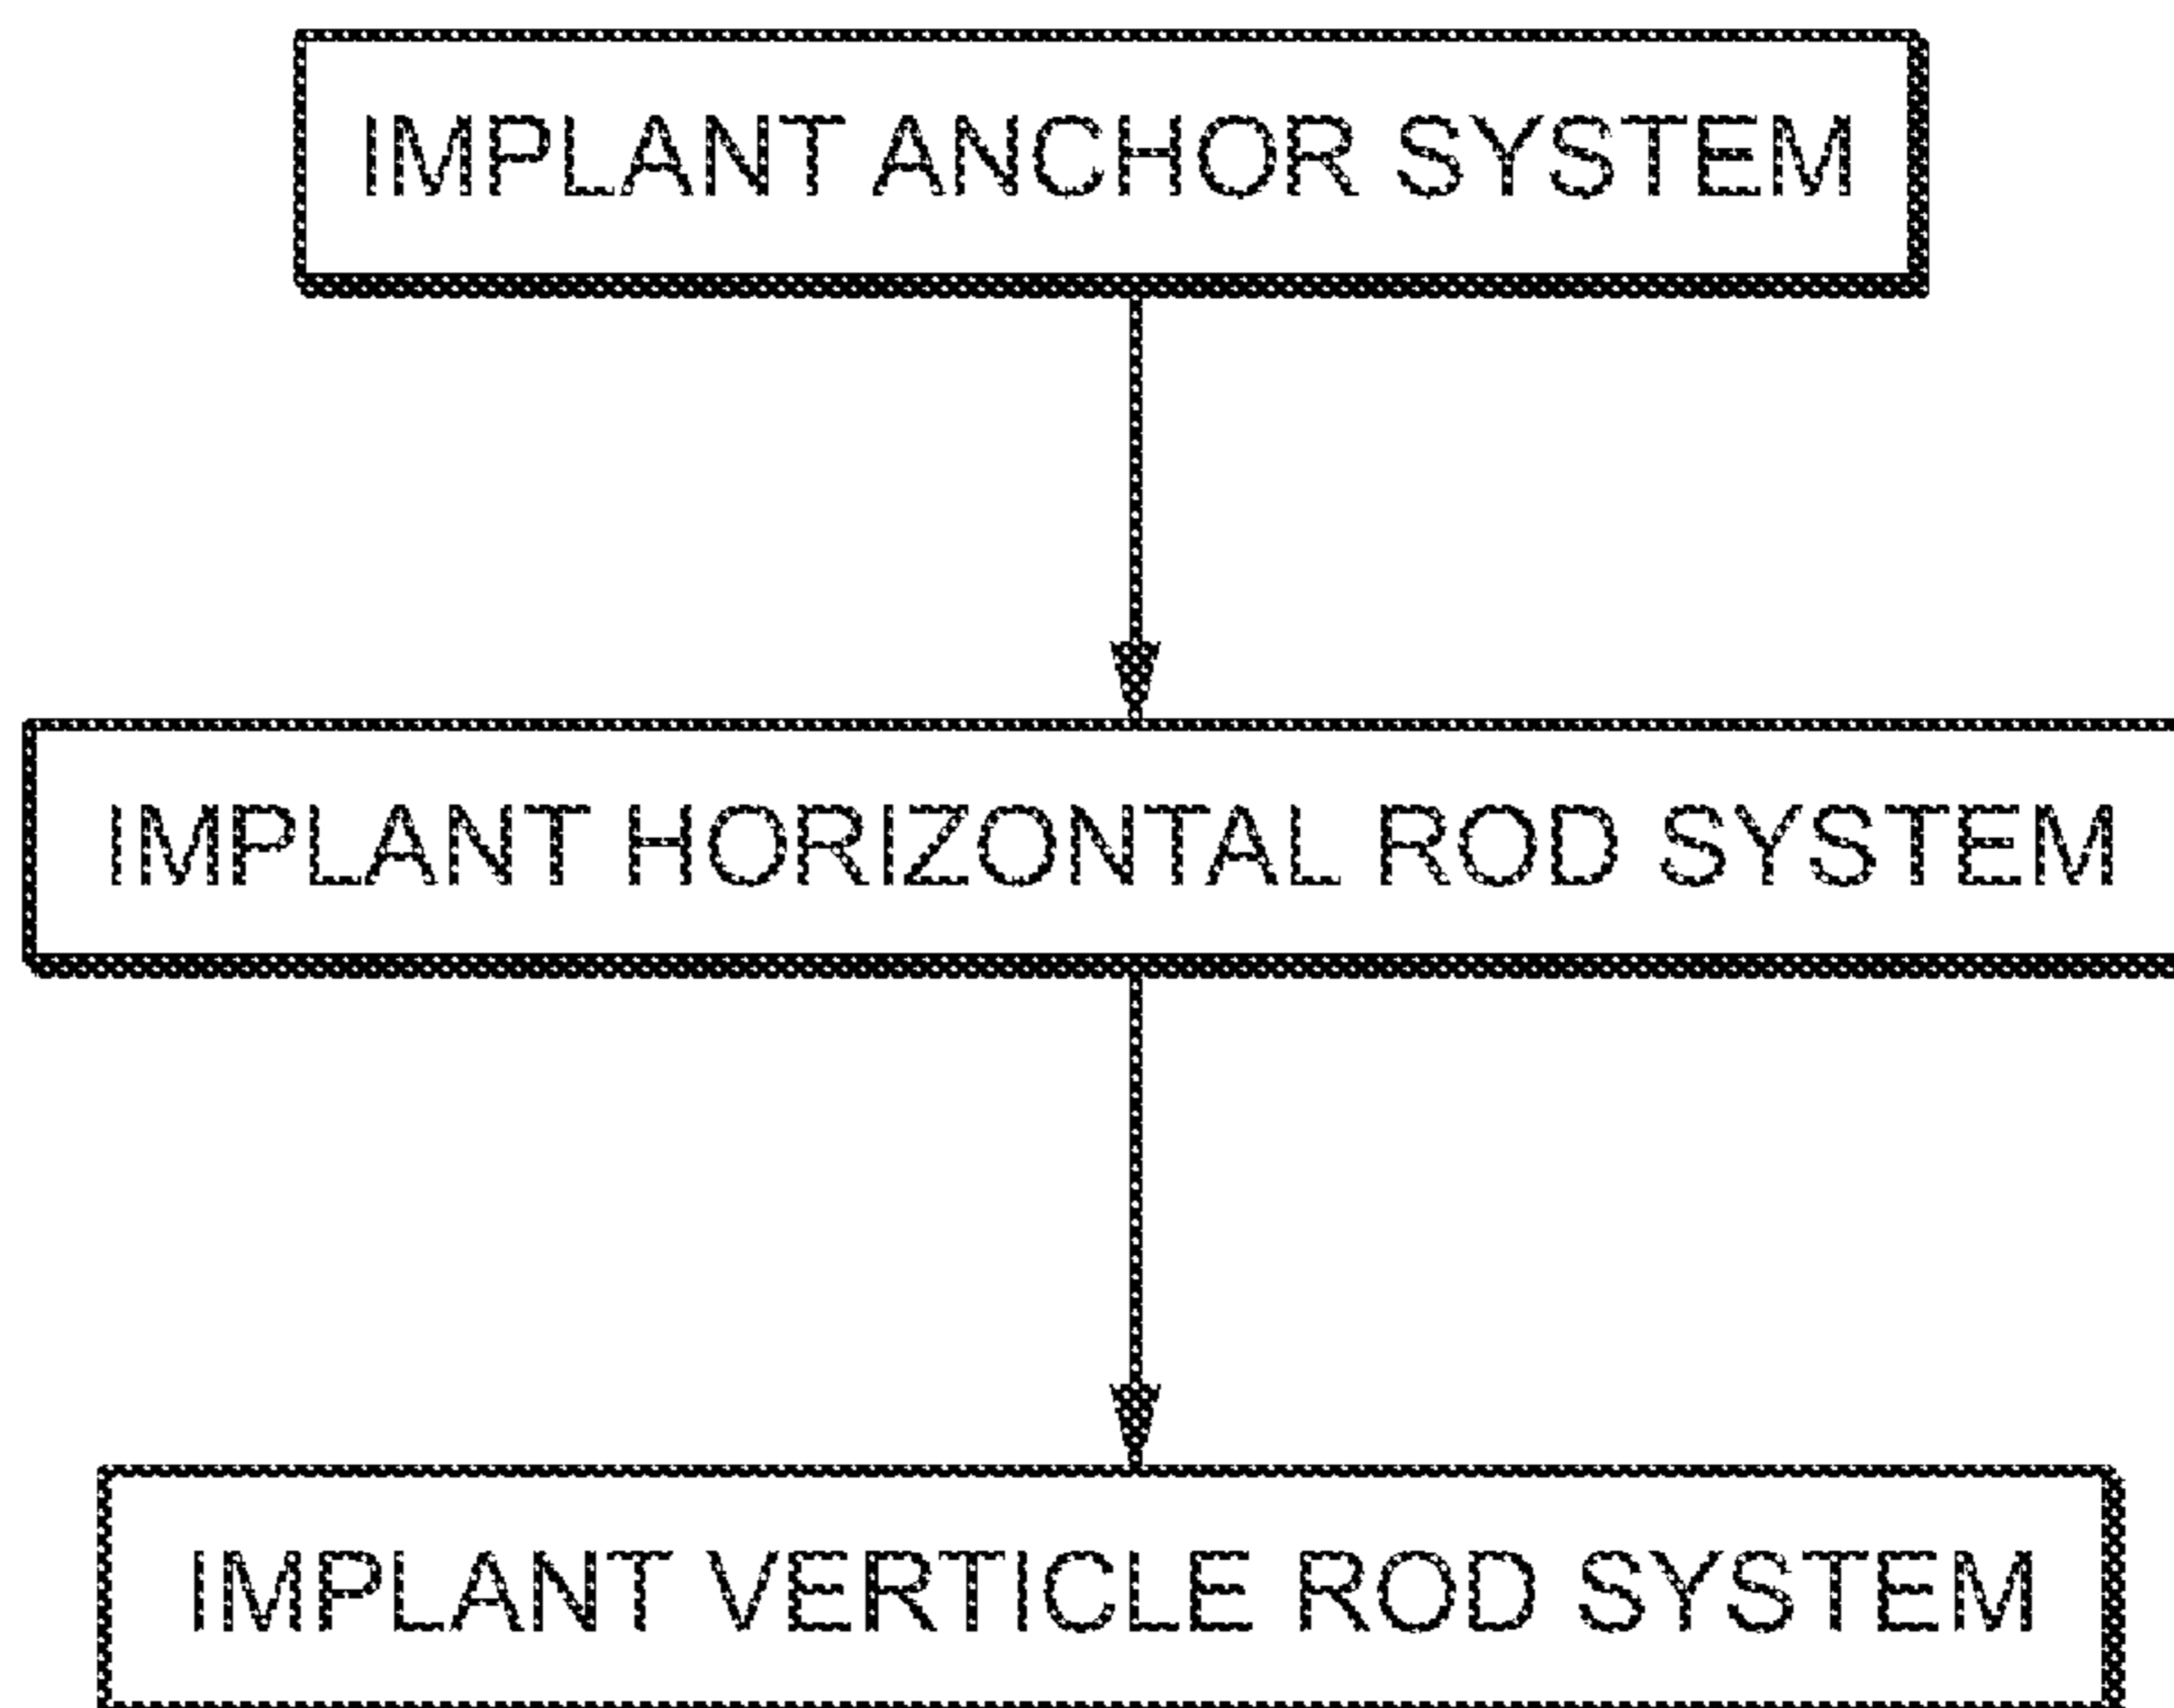 IMPLANT ANCHOR SYSTEM
IMPLANT HORIZONTAL ROD SYSTEM
IMPLANT VERTICLE ROD SYSTEM